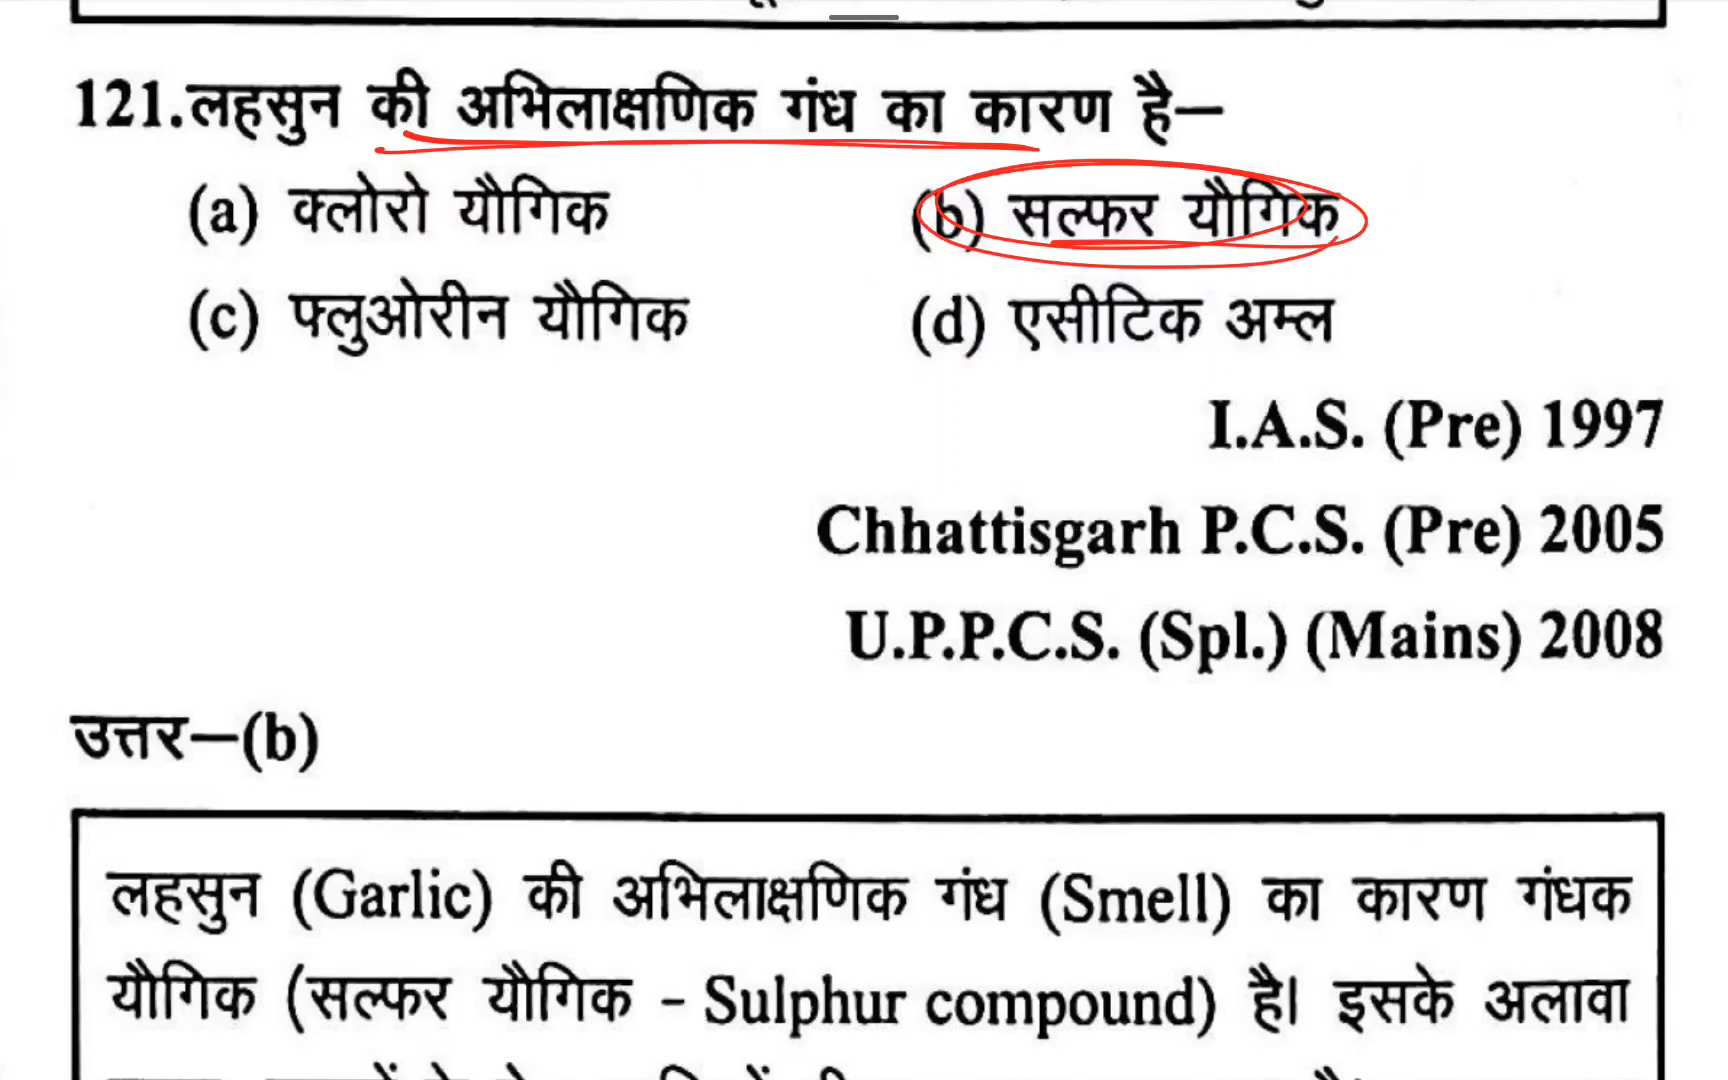 121.लहसुन की अभिलाक्षणिक गंध का कारण है—
(a) क्लोरो यौगिक (b) सल्फर यौगिक
(c) फ्लुओरीन यौगिक (d) एसीटिक अम्ल
I.A.S. (Pre) 1997
Chhattisgarh P.C.S. (Pre) 2005
U.P.P.C.S. (Spl.) (Mains) 2008
उत्तर—(b)
लहसुन (Garlic) की अभिलाक्षणिक गंध (Smell) का कारण गंधक
यौगिक (सल्फर यौगिक - Sulphur compound) है। इसके अलावा